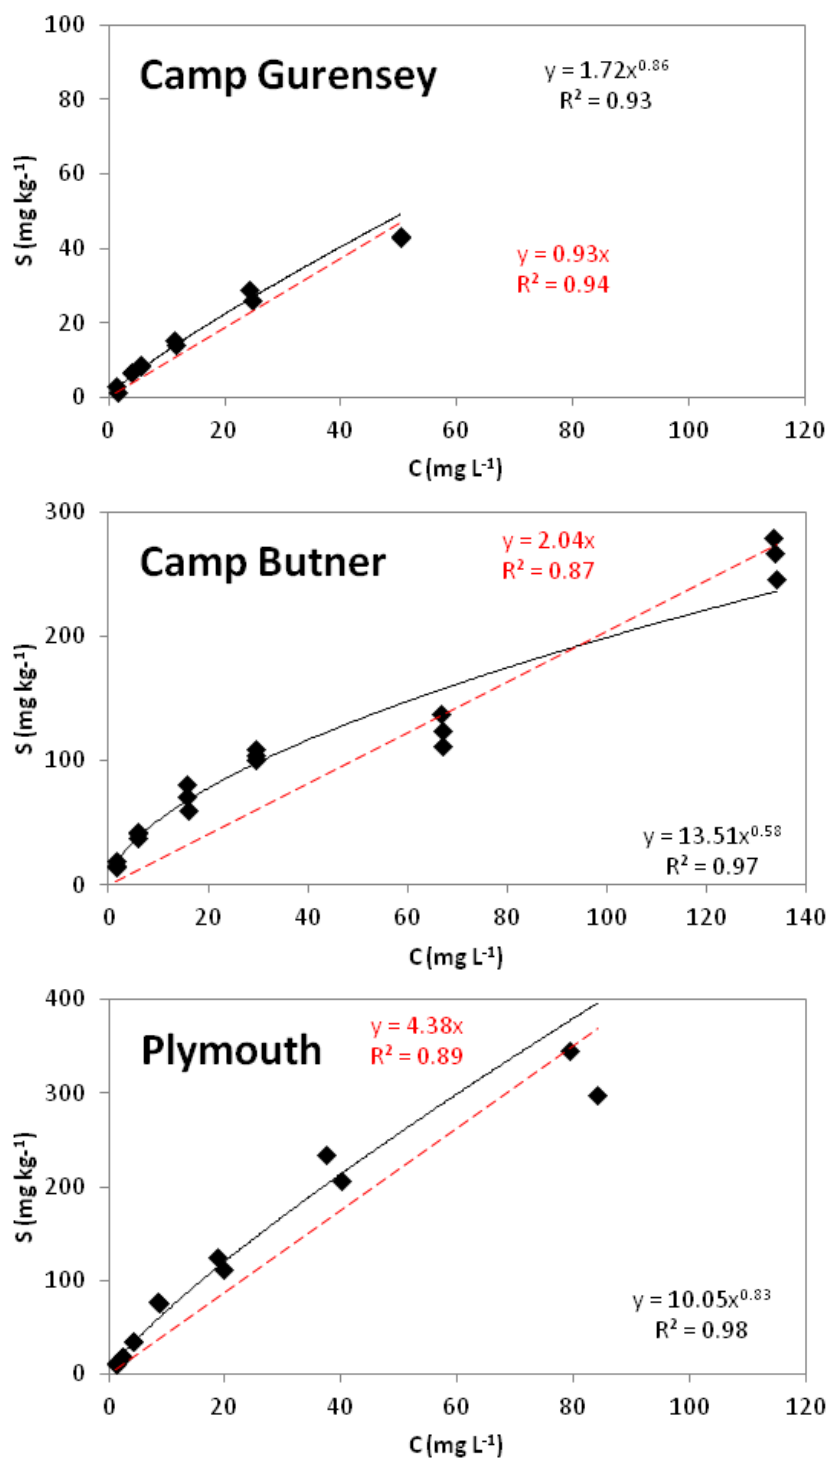 100
80
60
40
20
0
S (mg kg⁻¹)
Camp Gurensey
y = 1.72x^0.86
R² = 0.93
y = 0.93x
R² = 0.94
0 20 40 60 80 100 120
C (mg L⁻¹)
300
200
100
0
S (mg kg⁻¹)
Camp Butner
y = 2.04x
R² = 0.87
y = 13.51x^0.58
R² = 0.97
0 20 40 60 80 100 120 140
C (mg L⁻¹)
400
300
200
100
0
S (mg kg⁻¹)
Plymouth
y = 4.38x
R² = 0.89
y = 10.05x^0.83
R² = 0.98
0 20 40 60 80 100 120
C (mg L⁻¹)